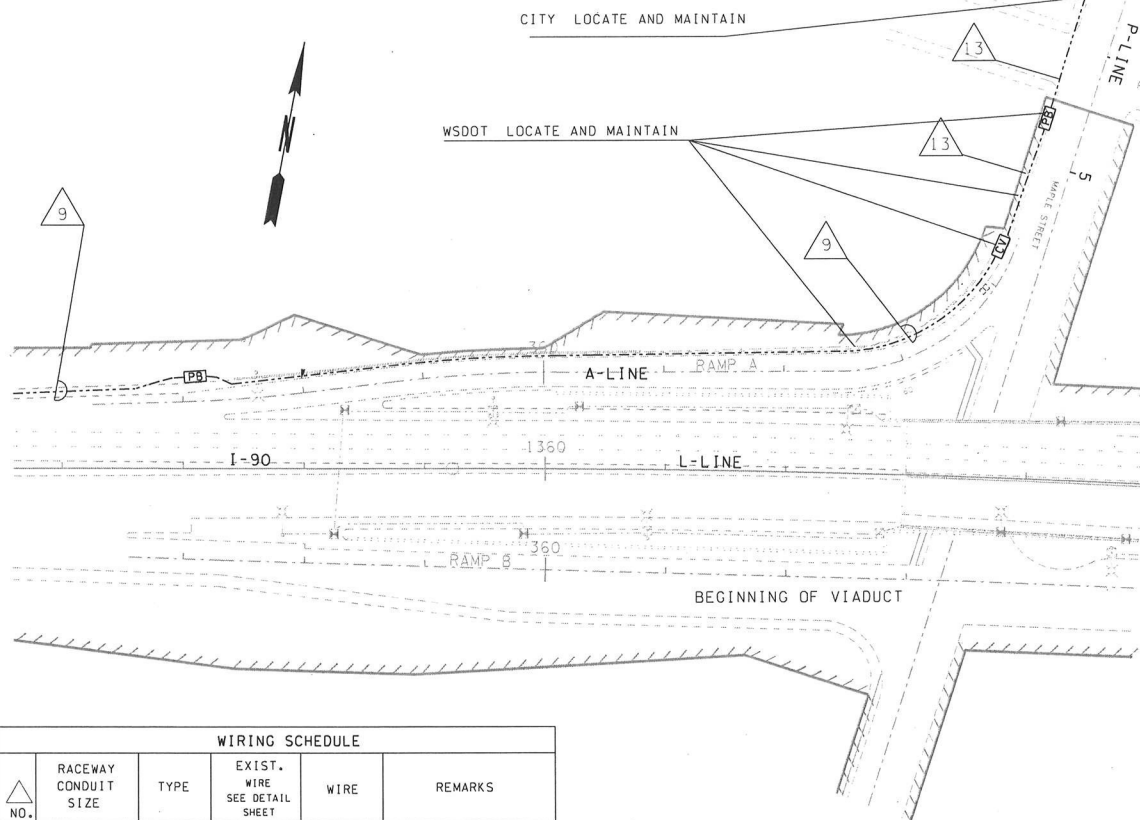 CITY LOCATE AND MAINTAIN
13
P-LINE
N
WSDOT LOCATE AND MAINTAIN
PB
13
5
MAPLE STREET
9
9
CV
PB
A-LINE
RAMP A
1360
I-90
L-LINE
360
RAMP B
BEGINNING OF VIADUCT
WIRING SCHEDULE
NO.
RACEWAY
CONDUIT
SIZE
TYPE
EXIST.
WIRE
SEE DETAIL
SHEET
WIRE
REMARKS